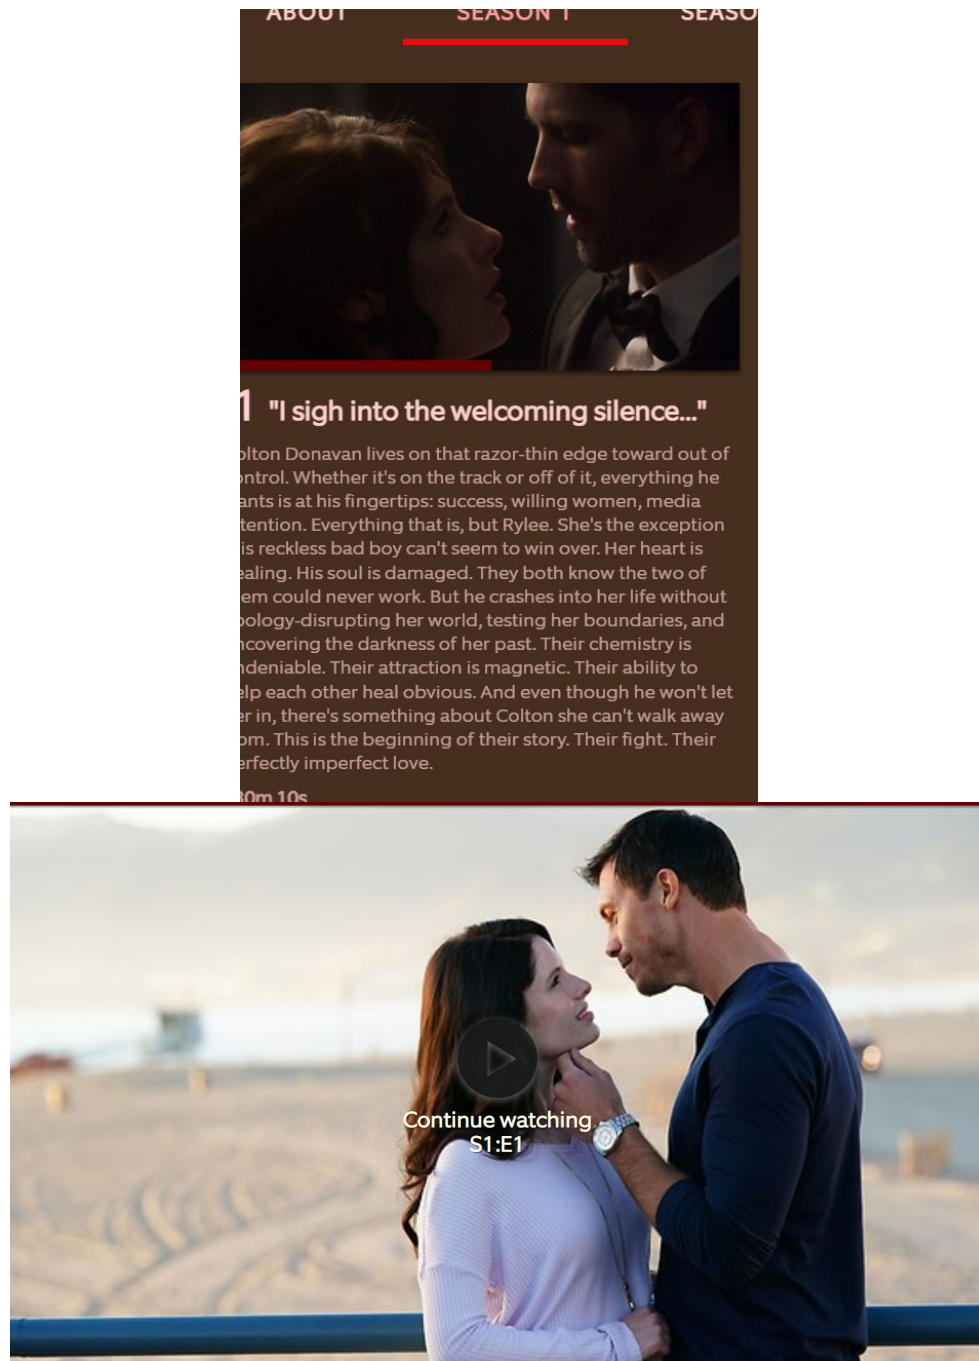 ABOUT SEASON 1 SEASO
1 "I sigh into the welcoming silence..."
olton Donavan lives on that razor-thin edge toward out of
ontrol. Whether it's on the track or off of it, everything he
ants is at his fingertips: success, willing women, media
tention. Everything that is, but Rylee. She's the exception
is reckless bad boy can't seem to win over. Her heart is
ealing. His soul is damaged. They both know the two of
em could never work. But he crashes into her life without
pology-disrupting her world, testing her boundaries, and
ncovering the darkness of her past. Their chemistry is
ndeniable. Their attraction is magnetic. Their ability to
elp each other heal obvious. And even though he won't let
er in, there's something about Colton she can't walk away
om. This is the beginning of their story. Their fight. Their
erfectly imperfect love.
30m 10s
Continue watching
S1:E1